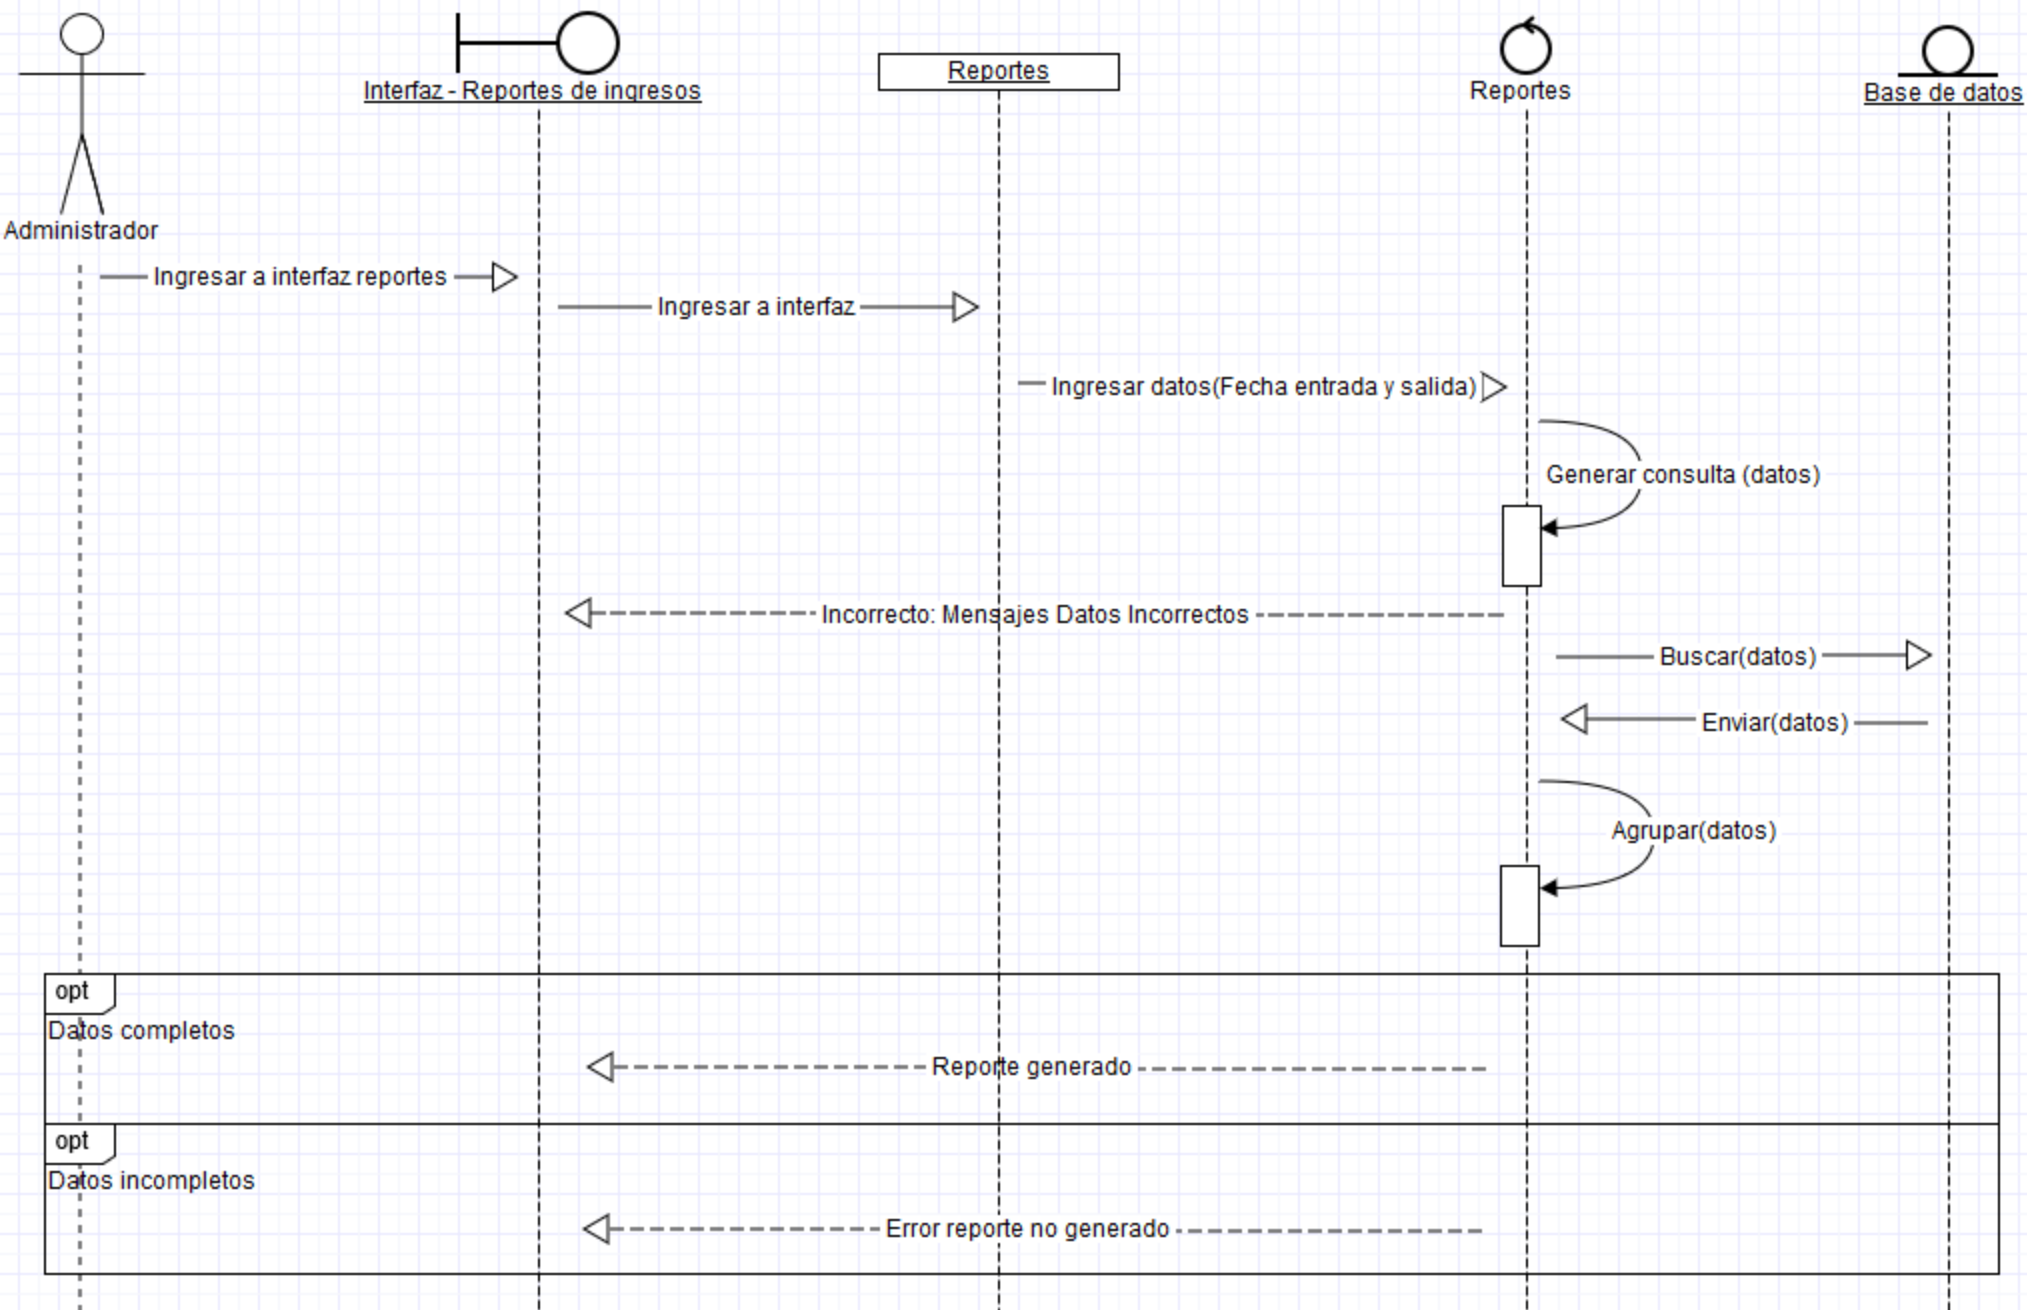 Reportes
Interfaz - Reportes de ingresos
Reportes
Base de datos
Administrador
Ingresar a interfaz reportes
Ingresar a interfaz
Ingresar datos(Fecha entrada y salida)
Generar consulta (datos)
Incorrecto: Mensajes Datos Incorrectos
Buscar(datos)
Enviar(datos)
Agrupar(datos)
opt
Datos completos
Reporte generado
opt
Datos incompletos
Error reporte no generado